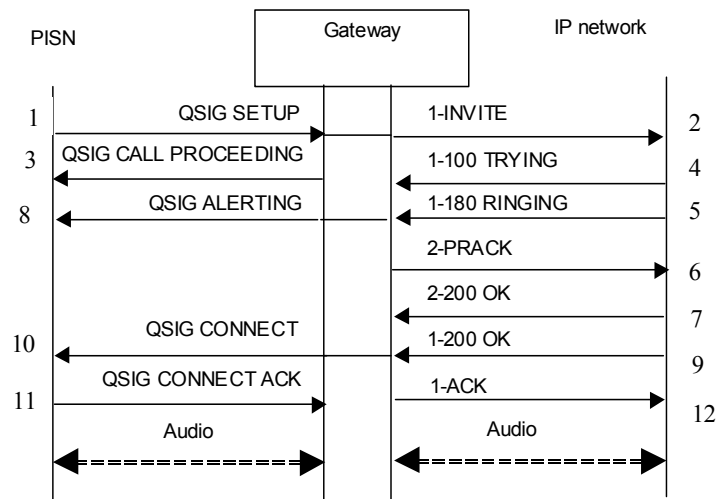 PISN
Gateway
IP network
1
QSIG SETUP
1-INVITE
2
3
QSIG CALL PROCEEDING
1-100 TRYING
4
8
QSIG ALERTING
1-180 RINGING
5
2-PRACK
6
2-200 OK
7
10
QSIG CONNECT
1-200 OK
9
11
QSIG CONNECT ACK
1-ACK
12
Audio
Audio